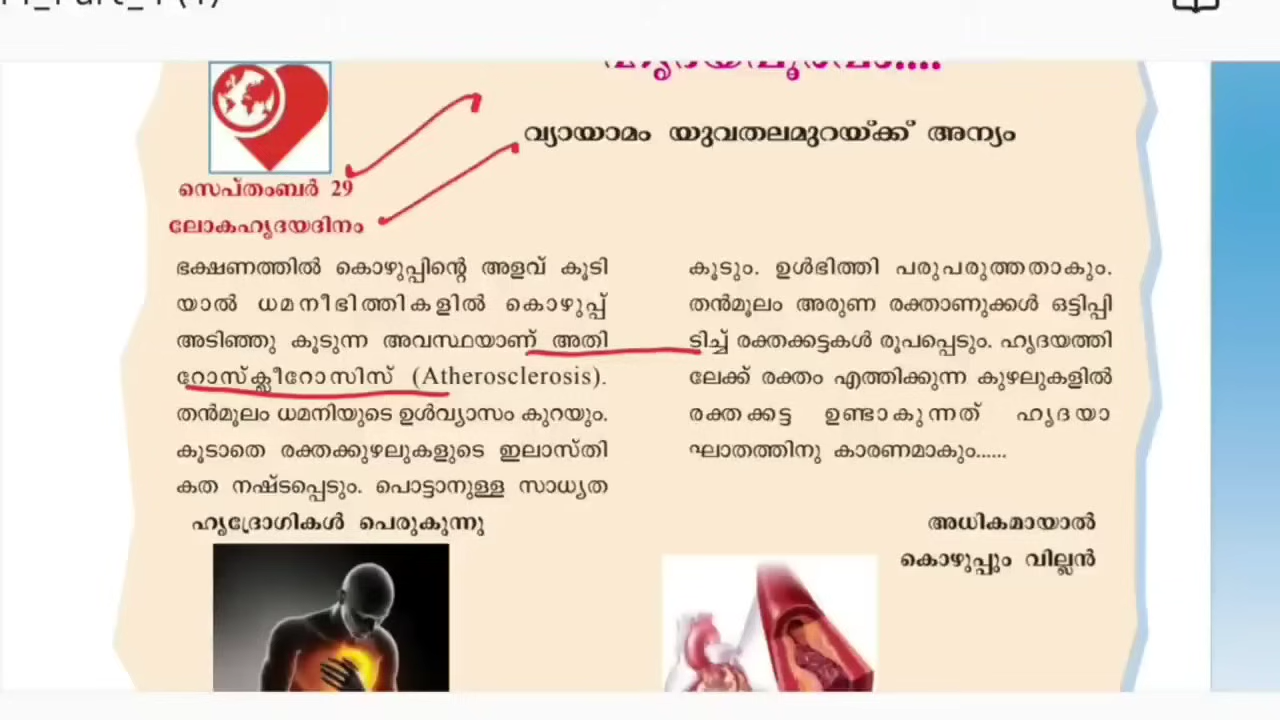 ഹൃദയപൂർവം....
വ്യായാമം യുവതലമുറയ്ക്ക് അന്യം
സെപ്തംബർ 29
ലോകഹൃദയദിനം
ഭക്ഷണത്തിൽ കൊഴുപ്പിന്റെ അളവ് കൂടി
യാൽ ധമനീഭിത്തികളിൽ കൊഴുപ്പ്
അടിഞ്ഞു കൂടുന്ന അവസ്ഥയാണ് അതി
റോസ്ക്ലീറോസിസ് (Atherosclerosis).
തൻമൂലം ധമനിയുടെ ഉൾവ്യാസം കുറയും.
കൂടാതെ രക്തക്കുഴലുകളുടെ ഇലാസ്തി
കത നഷ്ടപ്പെടും. പൊട്ടാനുള്ള സാധ്യത
കൂടും. ഉൾഭിത്തി പരുപരുത്തതാകും.
തൻമൂലം അരുണ രക്താണുക്കൾ ഒട്ടിപ്പി
ടിച്ച് രക്തക്കട്ടകൾ രൂപപ്പെടും. ഹൃദയത്തി
ലേക്ക് രക്തം എത്തിക്കുന്ന കുഴലുകളിൽ
രക്തക്കട്ട ഉണ്ടാകുന്നത് ഹൃദയാ
ഘാതത്തിനു കാരണമാകും......
ഹൃദ്രോഗികൾ പെരുകുന്നു
അധികമായാൽ
കൊഴുപ്പും വില്ലൻ